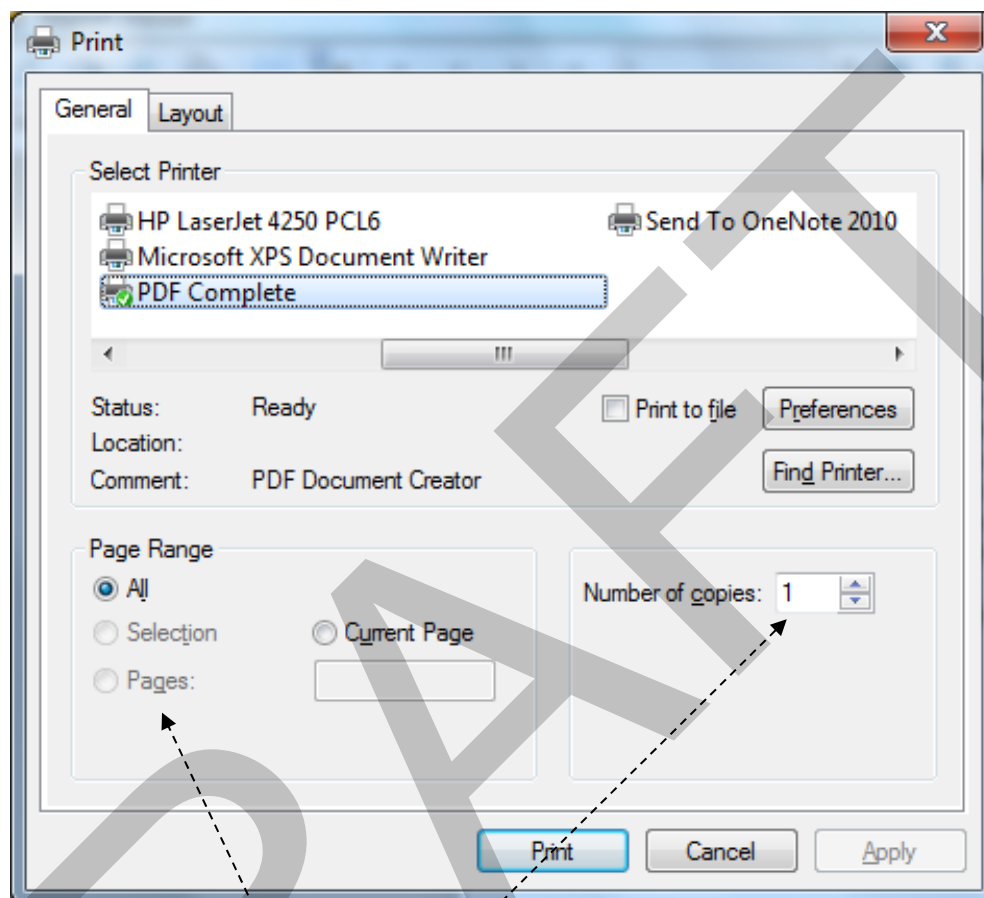 Print
General Layout
Select Printer
HP LaserJet 4250 PCL6 Send To OneNote 2010
Microsoft XPS Document Writer
PDF Complete
Status: Ready Print to file Preferences
Location:
Comment: PDF Document Creator Find Printer...
Page Range
All Number of copies: 1
Selection Current Page
Pages:
Print Cancel Apply
RAFT